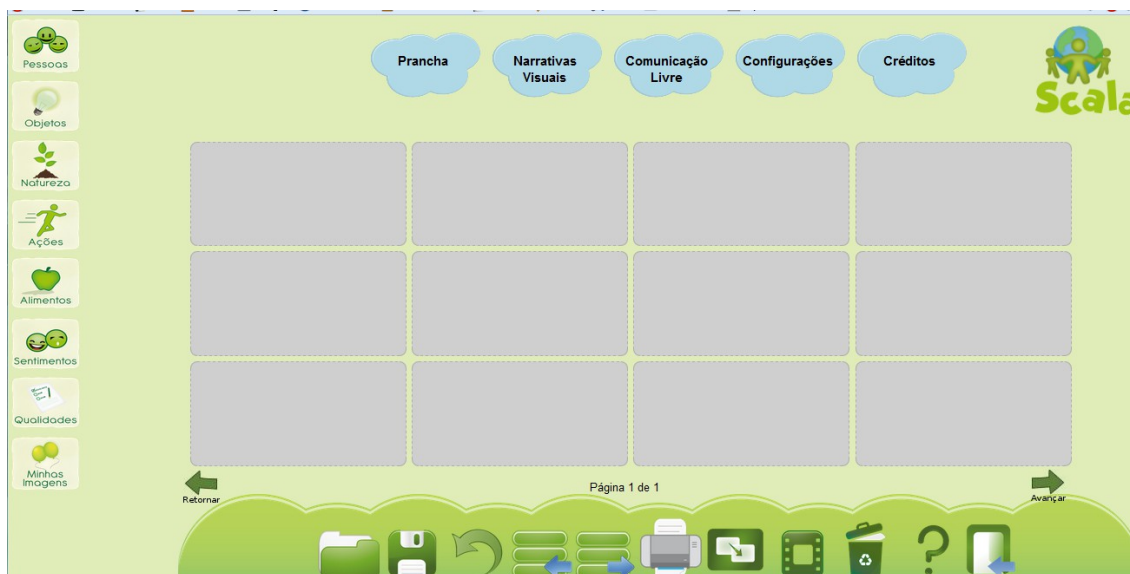 Pessoas
Objetos
Natureza
Ações
Alimentos
Sentimentos
Qualidades
Minhas
Imagens
Prancha
Narrativas
Visuais
Comunicação
Livre
Configurações
Créditos
Scala
Retornar
Página 1 de 1
Avançar
?